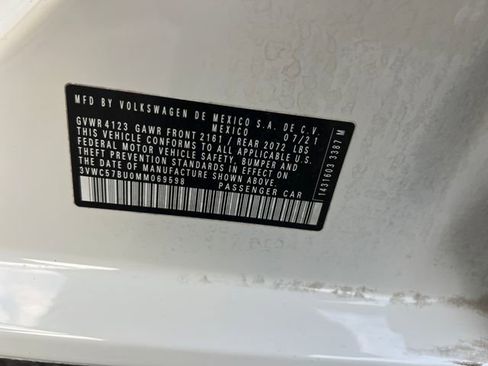 MFD BY VOLKSWAGEN DE MEXICO S.A. DE C.V.
MEXICO 07/21
GVWR 4123 GAWR FRONT 2161 / REAR 2072 LBS
THIS VEHICLE CONFORMS TO ALL APPLICABLE U.S.
FEDERAL MOTOR VEHICLE SAFETY, BUMPER AND
THEFT PREVENTION STANDARDS IN EFFECT ON
THE DATE OF MANUFACTURE SHOWN ABOVE.
3VWC57BU0MM069598 PASSENGER CAR
1431603 3387 M